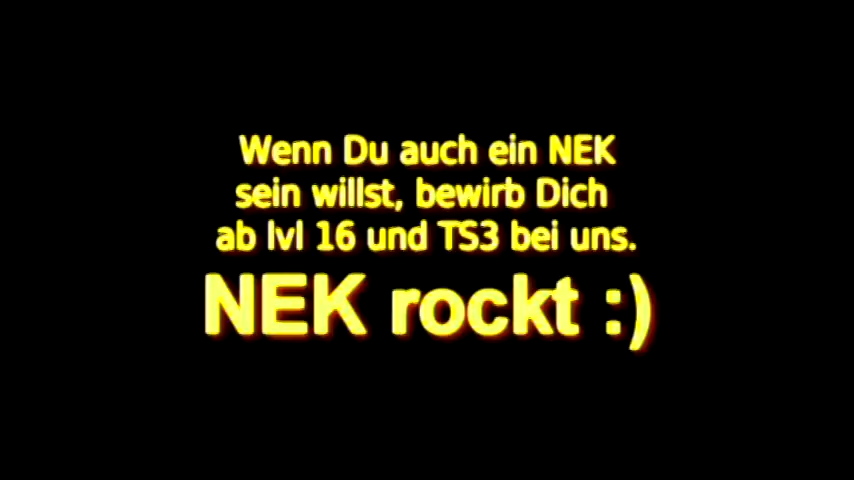 Wenn Du auch ein NEK
sein willst, bewirb Dich
ab lvl 16 und TS3 bei uns.
NEK rockt :)